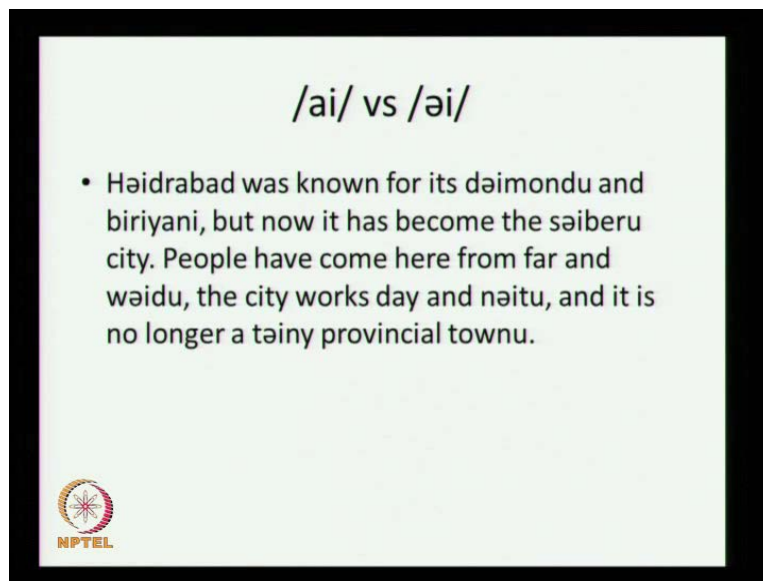 /ai/ vs /əi/
• Həidrabad was known for its dəimondu and
biriyani, but now it has become the səiberu
city. People have come here from far and
wəidu, the city works day and nəitu, and it is
no longer a təiny provincial townu.
NPTEL